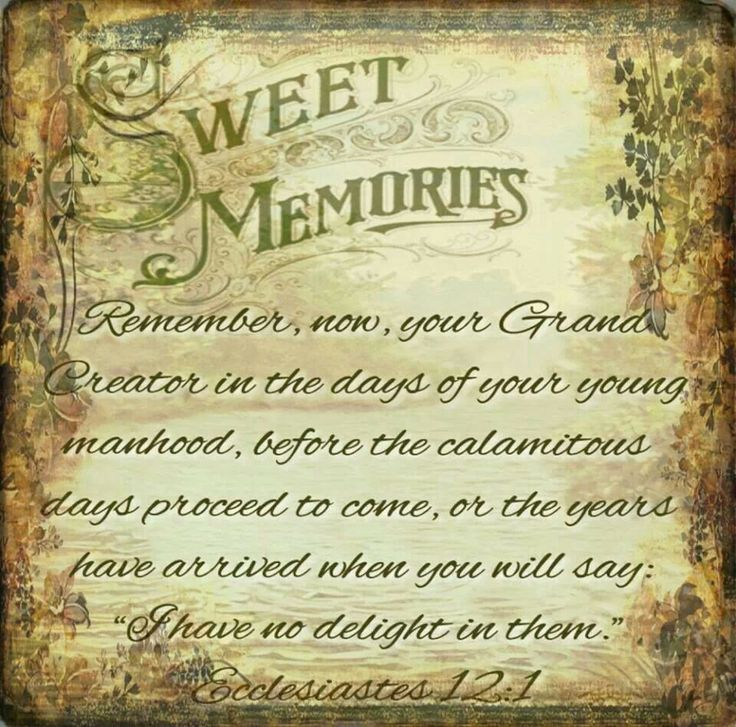 SWEET
MEMORIES
Remember, now, your Grand
Creator in the days of your young
manhood, before the calamitous
days proceed to come, or the years
have arrived when you will say:
“I have no delight in them.”
Ecclesiastes 12:1